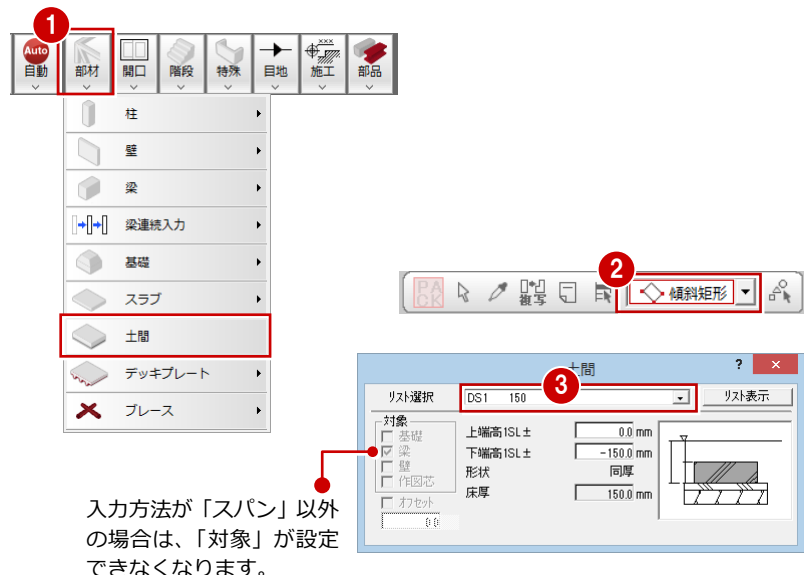 1
Auto
自動
部材
開口
階段
特殊
目地
×××
施工
部品
柱
壁
梁
梁連続入力
基礎
スラブ
土間
デッキプレート
ブレース
2
PACK
複写
傾斜矩形
土間
? ×
3
リスト選択 DS1 150 リスト表示
対象
基礎
梁
壁
作図芯
オフセット
0.0
上端高1SL± 0.0 mm
下端高1SL± -150.0 mm
形状 同厚
床厚 150.0 mm
入力方法が「スパン」以外
の場合は、「対象」が設定
できなくなります。